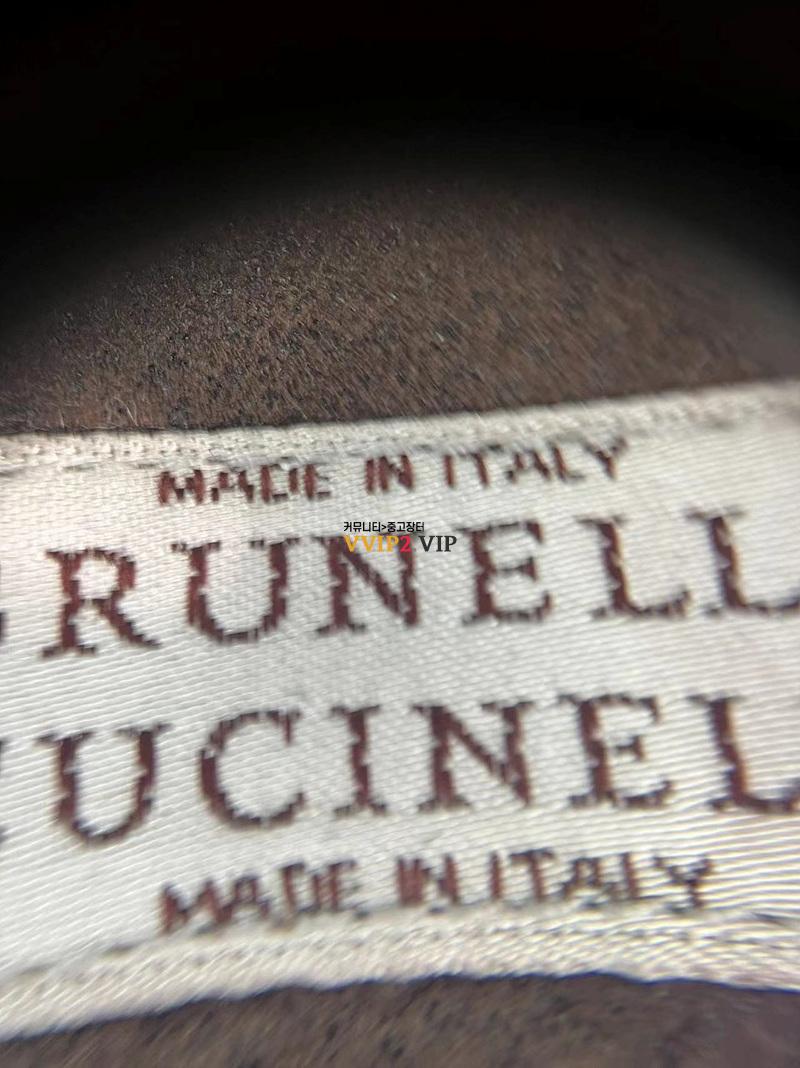 MADE IN ITALY
커뮤니티>중고장터
RUNELL
VVIP2 VIP
UCINEL
MADE IN ITALY